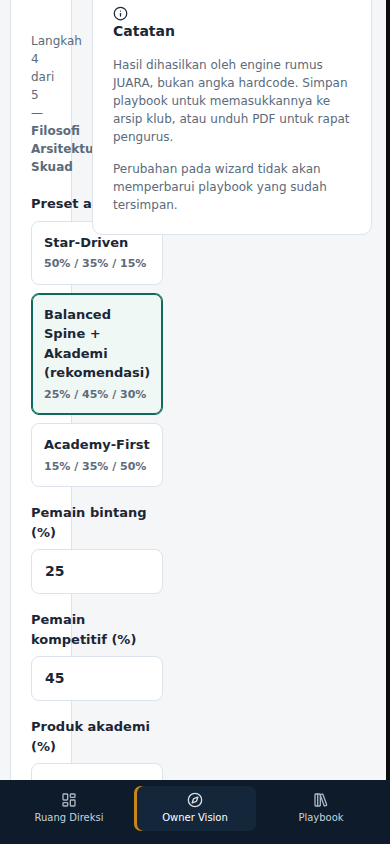 Langkah
4
dari
5
—
Filosofi
Arsitektu
Skuad
Catatan
Hasil dihasilkan oleh engine rumus
JUARA, bukan angka hardcode. Simpan
playbook untuk memasukkannya ke
arsip klub, atau unduh PDF untuk rapat
pengurus.
Perubahan pada wizard tidak akan
memperbarui playbook yang sudah
tersimpan.
Preset a
Star-Driven
50% / 35% / 15%
Balanced
Spine +
Akademi
(rekomendasi)
25% / 45% / 30%
Academy-First
15% / 35% / 50%
Pemain bintang
(%)
25
Pemain
kompetitif (%)
45
Produk akademi
(%)
Ruang Direksi
Owner Vision
Playbook